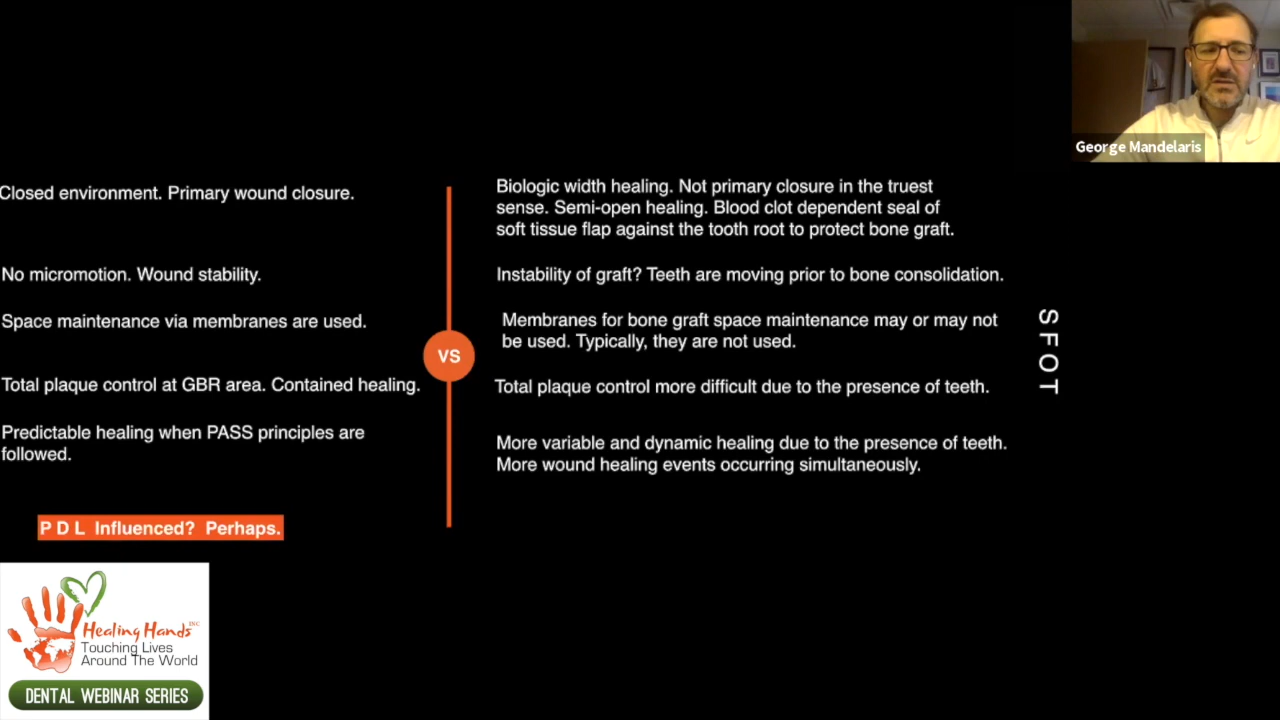 George Mandelaris
Closed environment. Primary wound closure.
No micromotion. Wound stability.
Space maintenance via membranes are used.
Total plaque control at GBR area. Contained healing.
Predictable healing when PASS principles are
followed.
P D L Influenced? Perhaps.
VS
Biologic width healing. Not primary closure in the truest
sense. Semi-open healing. Blood clot dependent seal of
soft tissue flap against the tooth root to protect bone graft.
Instability of graft? Teeth are moving prior to bone consolidation.
Membranes for bone graft space maintenance may or may not
be used. Typically, they are not used.
Total plaque control more difficult due to the presence of teeth.
More variable and dynamic healing due to the presence of teeth.
More wound healing events occurring simultaneously.
SFOT
Healing Hands INC
Touching Lives
Around The World
DENTAL WEBINAR SERIES